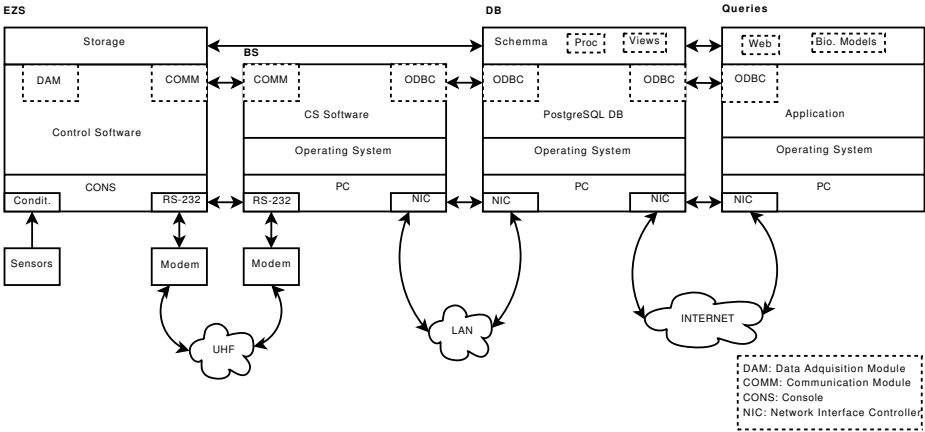 EZS
DB
Queries
Storage
BS
Schemma
Proc
Views
Web
Bio. Models
DAM
COMM
COMM
ODBC
ODBC
ODBC
ODBC
Control Software
CS Software
PostgreSQL DB
Application
Operating System
Operating System
Operating System
CONS
PC
PC
PC
Condit.
RS-232
RS-232
NIC
NIC
NIC
NIC
Sensors
Modem
Modem
UHF
LAN
INTERNET
DAM: Data Adquisition Module
COMM: Communication Module
CONS: Console
NIC: Network Interface Controller